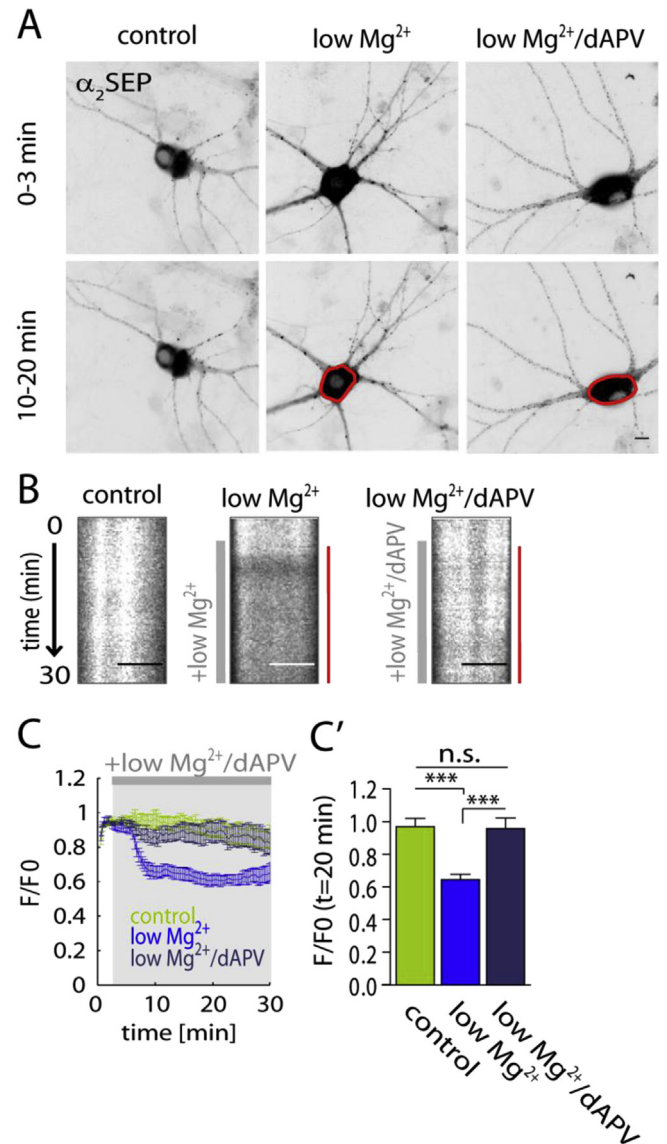 A
control
low Mg²⁺
low Mg²⁺/dAPV
α₂SEP
0-3 min
10-20 min
B
control
low Mg²⁺
low Mg²⁺/dAPV
0
time (min)
30
+low Mg²⁺
+low Mg²⁺/dAPV
C
+low Mg²⁺/dAPV
1.2
1
0.8
0.6
0.4
0.2
0
F/F0
control
low Mg²⁺
low Mg²⁺/dAPV
0 10 20 30
time [min]
C'
n.s.
***
***
1.2
1.0
0.8
0.6
0.4
0.2
0.0
F/F0 (t=20 min)
control
low Mg²⁺
low Mg²⁺/dAPV